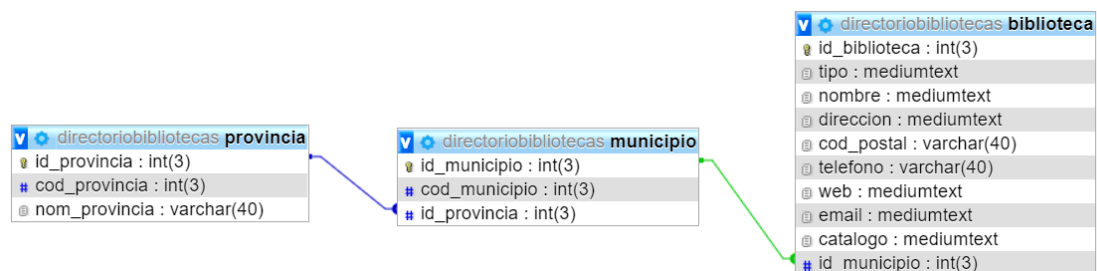 directoriobibliotecas provincia
id_provincia : int(3)
cod_provincia : int(3)
nom_provincia : varchar(40)
directoriobibliotecas municipio
id_municipio : int(3)
cod_municipio : int(3)
id_provincia : int(3)
directoriobibliotecas biblioteca
id_biblioteca : int(3)
tipo : mediumtext
nombre : mediumtext
direccion : mediumtext
cod_postal : varchar(40)
telefono : varchar(40)
web : mediumtext
email : mediumtext
catalogo : mediumtext
id_municipio : int(3)